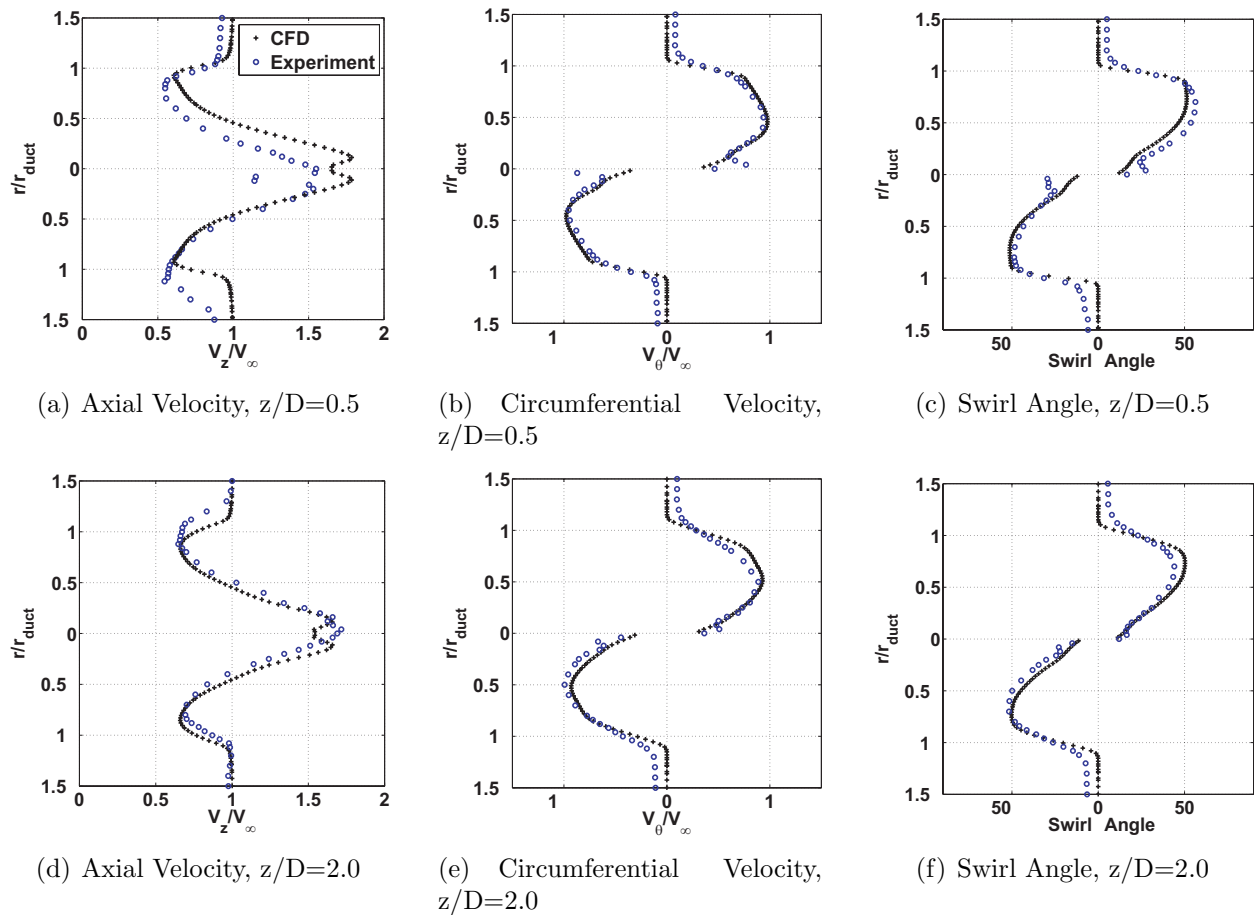 1.5
1
0.5
0
0.5
1
1.5
r/r_duct
CFD
Experiment
0 0.5 1 1.5 2
V_z/V_∞
(a) Axial Velocity, z/D=0.5
1.5
1
0.5
0
0.5
1
1.5
r/r_duct
1 0 1
V_θ/V_∞
(b) Circumferential Velocity,
z/D=0.5
1.5
1
0.5
0
0.5
1
1.5
r/r_duct
50 0 50
Swirl Angle
(c) Swirl Angle, z/D=0.5
1.5
1
0.5
0
0.5
1
1.5
r/r_duct
0 0.5 1 1.5 2
V_z/V_∞
(d) Axial Velocity, z/D=2.0
1.5
1
0.5
0
0.5
1
1.5
r/r_duct
1 0 1
V_θ/V_∞
(e) Circumferential Velocity,
z/D=2.0
1.5
1
0.5
0
0.5
1
1.5
r/r_duct
50 0 50
Swirl Angle
(f) Swirl Angle, z/D=2.0